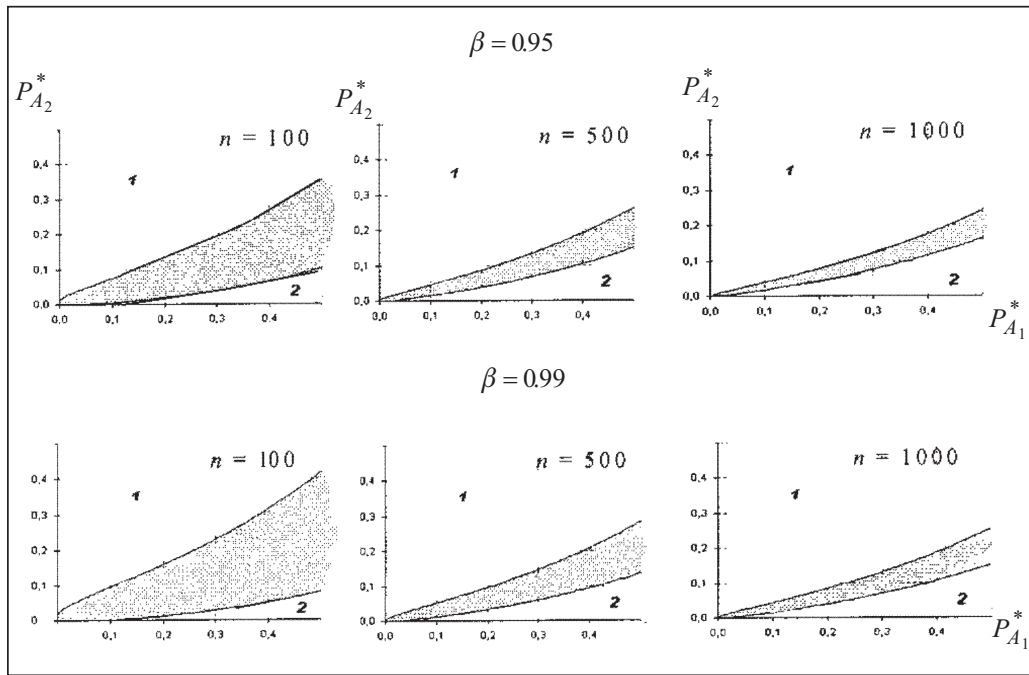 β = 0.95
P*A2 P*A2 P*A2
n = 100 n = 500 n = 1000
0,4 0,4 0,4
1 1 1
0,3 0,3 0,3
0,2 0,2 0,2
0,1 0,1 0,1
2 2 2
0,0 0,0 0,0
0,0 0,1 0,2 0,3 0,4 0,0 0,1 0,2 0,3 0,4 0,0 0,1 0,2 0,3 0,4 P*A1
β = 0.99
n = 100 n = 500 n = 1000
0,4 0,4 0,4
1 1 1
0,3 0,3 0,3
0,2 0,2 0,2
0,1 0,1 0,1
2 2 2
0 0,0 0,0
0,0 0,1 0,2 0,3 0,4 0,0 0,1 0,2 0,3 0,4 0,0 0,1 0,2 0,3 0,4 P*A1